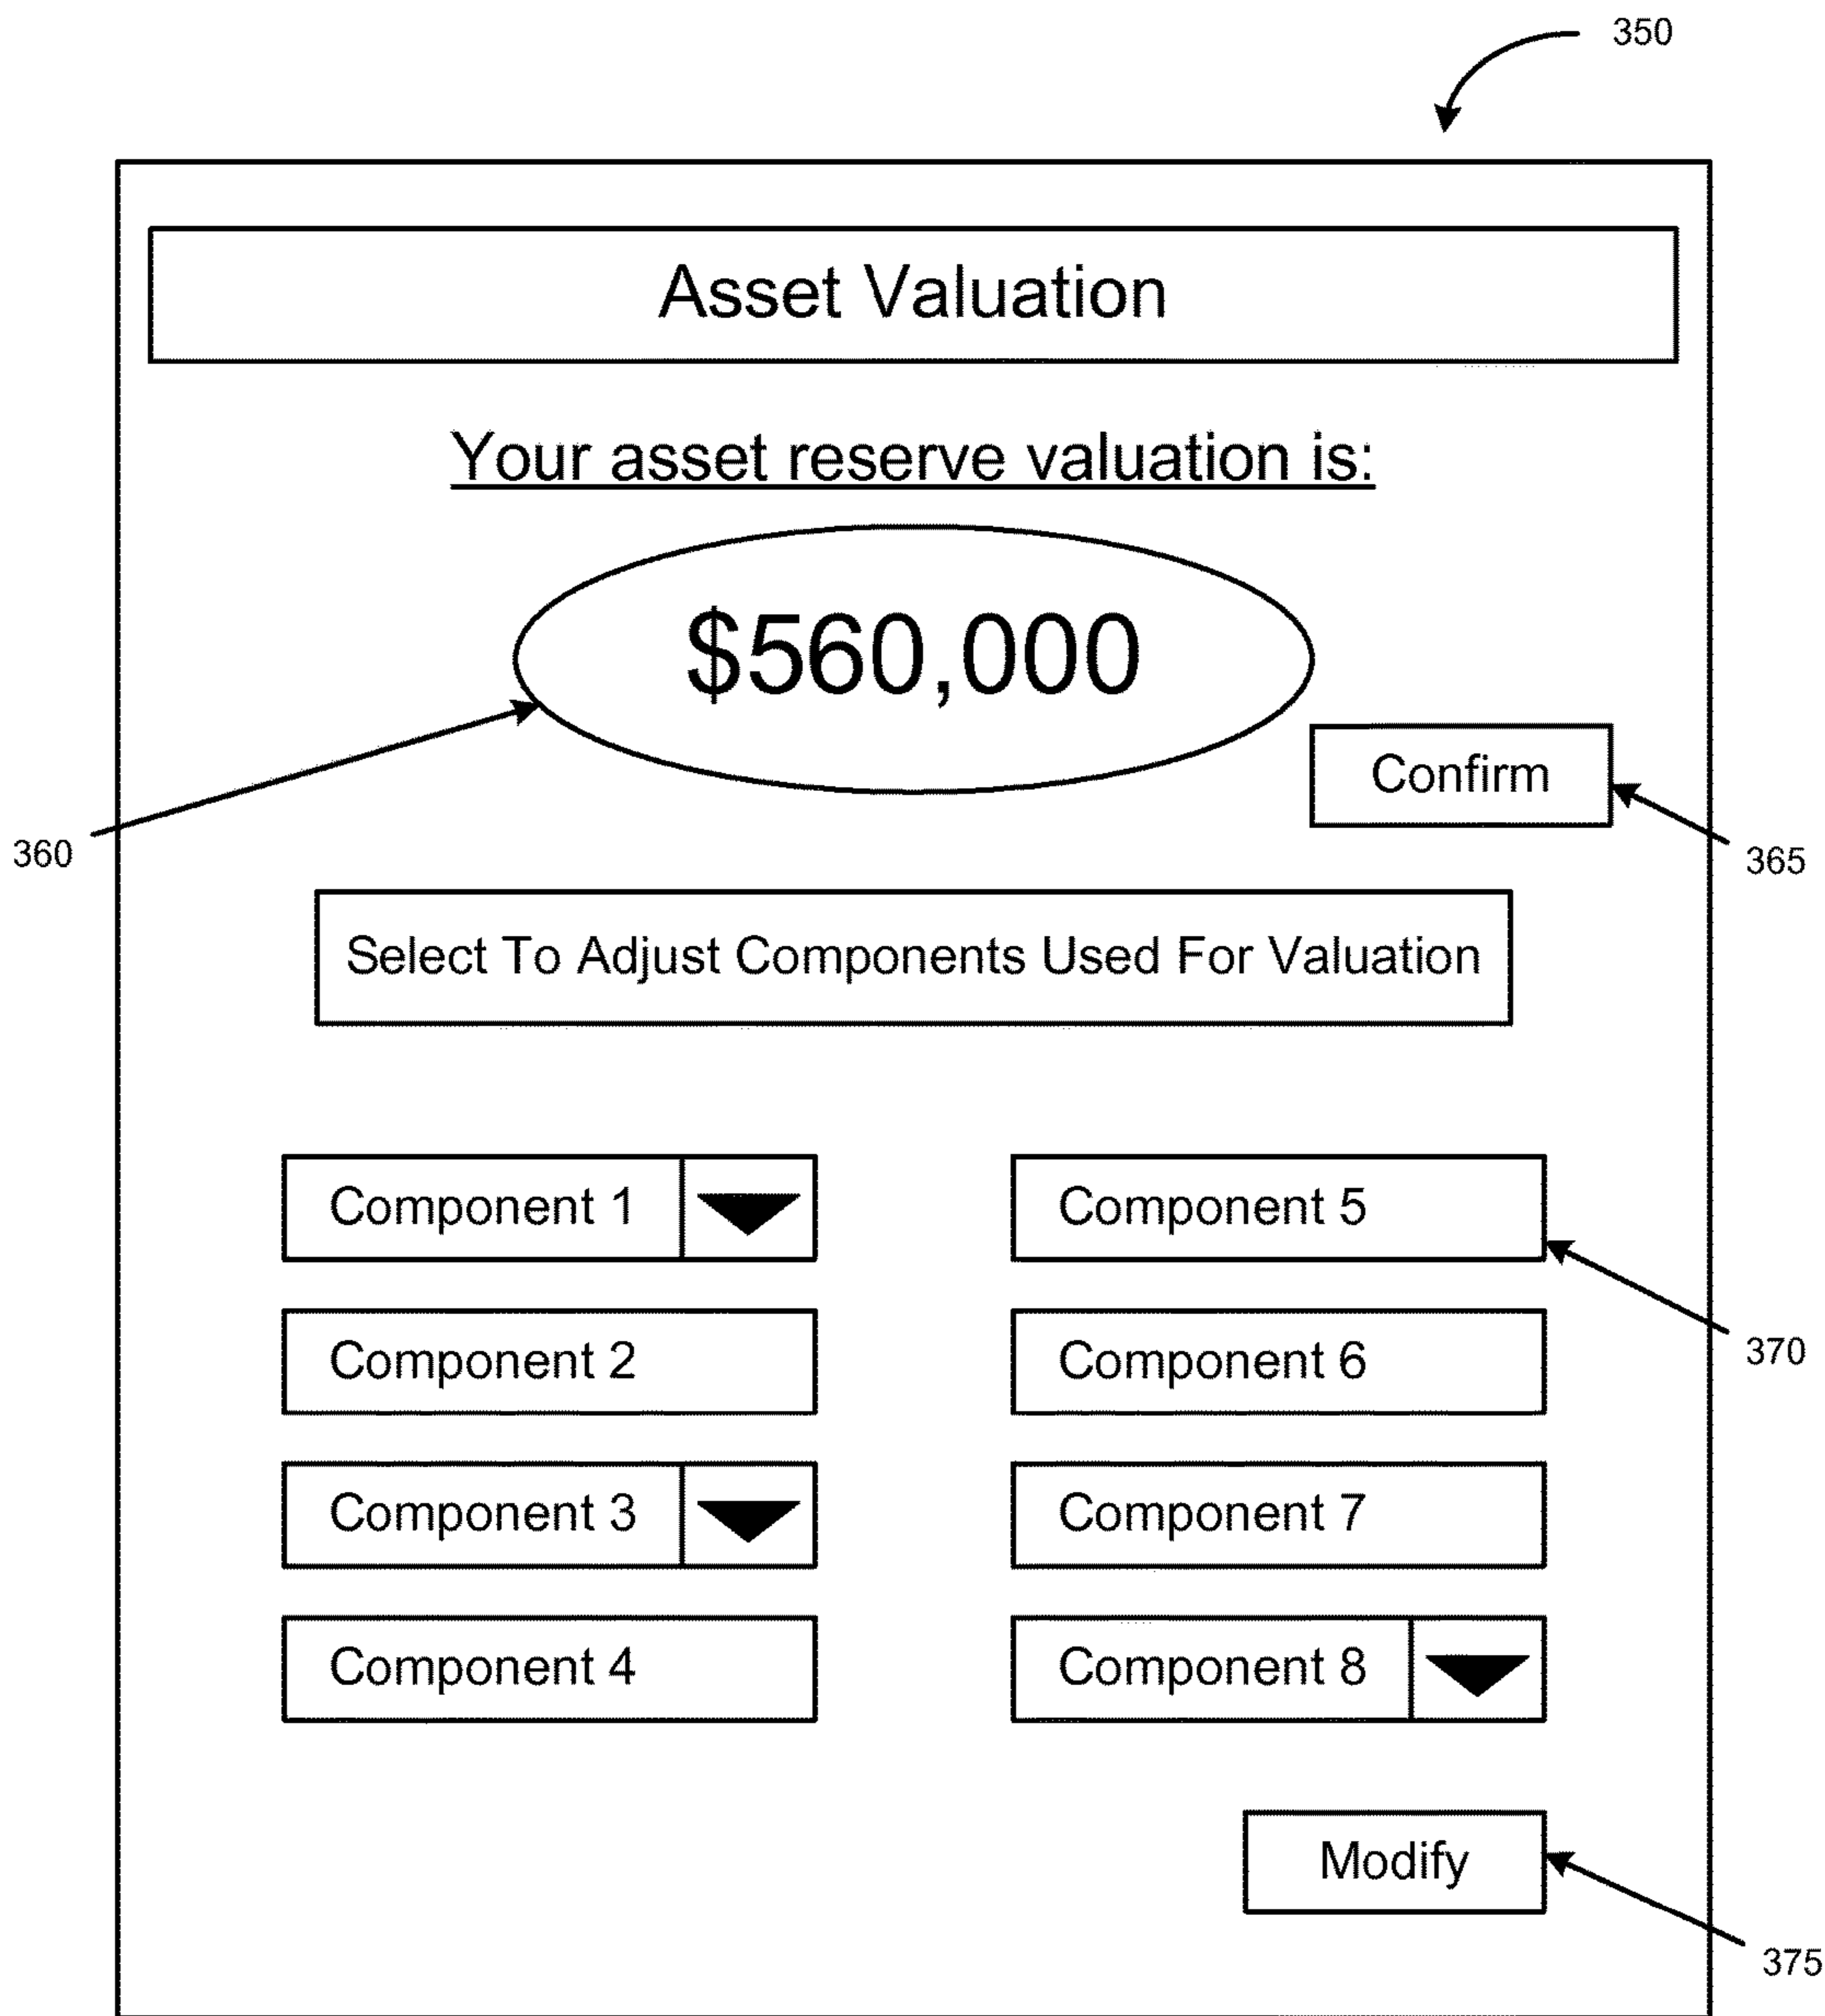 350
Asset Valuation
Your asset reserve valuation is:
$560,000
Confirm
360
365
Select To Adjust Components Used For Valuation
Component 1
Component 5
370
Component 2
Component 6
Component 3
Component 7
Component 4
Component 8
Modify
375